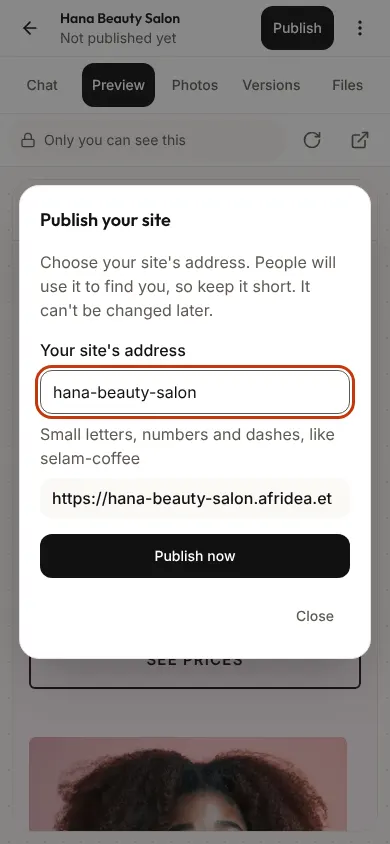 Hana Beauty Salon
Not published yet
Publish
Chat
Preview
Photos
Versions
Files
Only you can see this
Publish your site
Choose your site's address. People will
use it to find you, so keep it short. It
can't be changed later.
Your site's address
hana-beauty-salon
Small letters, numbers and dashes, like
selam-coffee
https://hana-beauty-salon.afridea.et
Publish now
Close
SEE PRICES